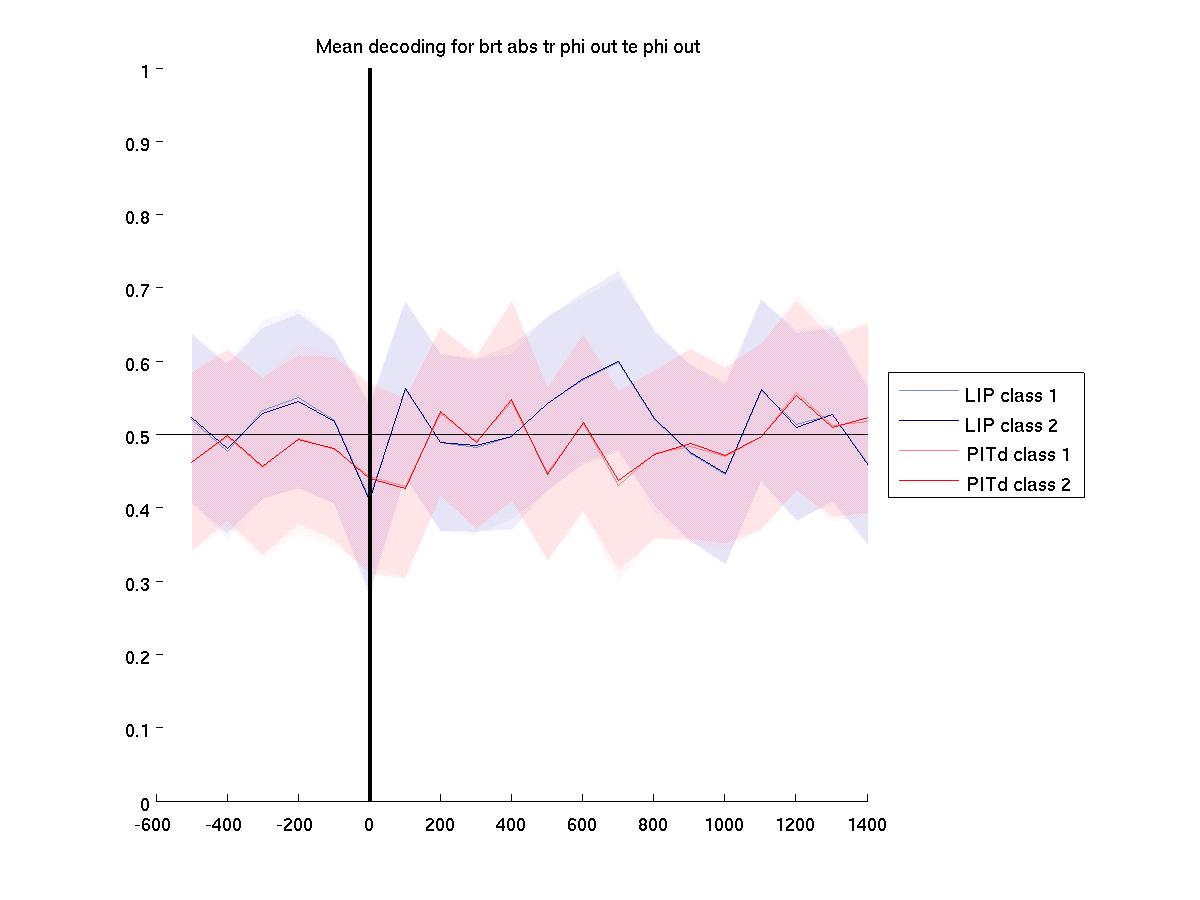 Mean decoding for brt abs tr phi out te phi out
1
0.9
0.8
0.7
0.6
0.5
0.4
0.3
0.2
0.1
0
-600 -400 -200 0 200 400 600 800 1000 1200 1400
LIP class 1
LIP class 2
PITd class 1
PITd class 2